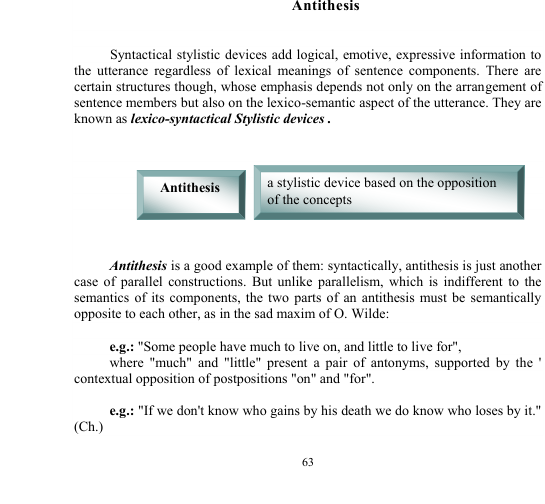 Antithesis
Syntactical stylistic devices add logical, emotive, expressive information to
the utterance regardless of lexical meanings of sentence components. There are
certain structures though, whose emphasis depends not only on the arrangement of
sentence members but also on the lexico-semantic aspect of the utterance. They are
known as lexico-syntactical Stylistic devices .
Antithesis
a stylistic device based on the opposition
of the concepts
Antithesis is a good example of them: syntactically, antithesis is just another
case of parallel constructions. But unlike parallelism, which is indifferent to the
semantics of its components, the two parts of an antithesis must be semantically
opposite to each other, as in the sad maxim of O. Wilde:
e.g.: "Some people have much to live on, and little to live for",
where "much" and "little" present a pair of antonyms, supported by the '
contextual opposition of postpositions "on" and "for".
e.g.: "If we don't know who gains by his death we do know who loses by it."
(Ch.)
63